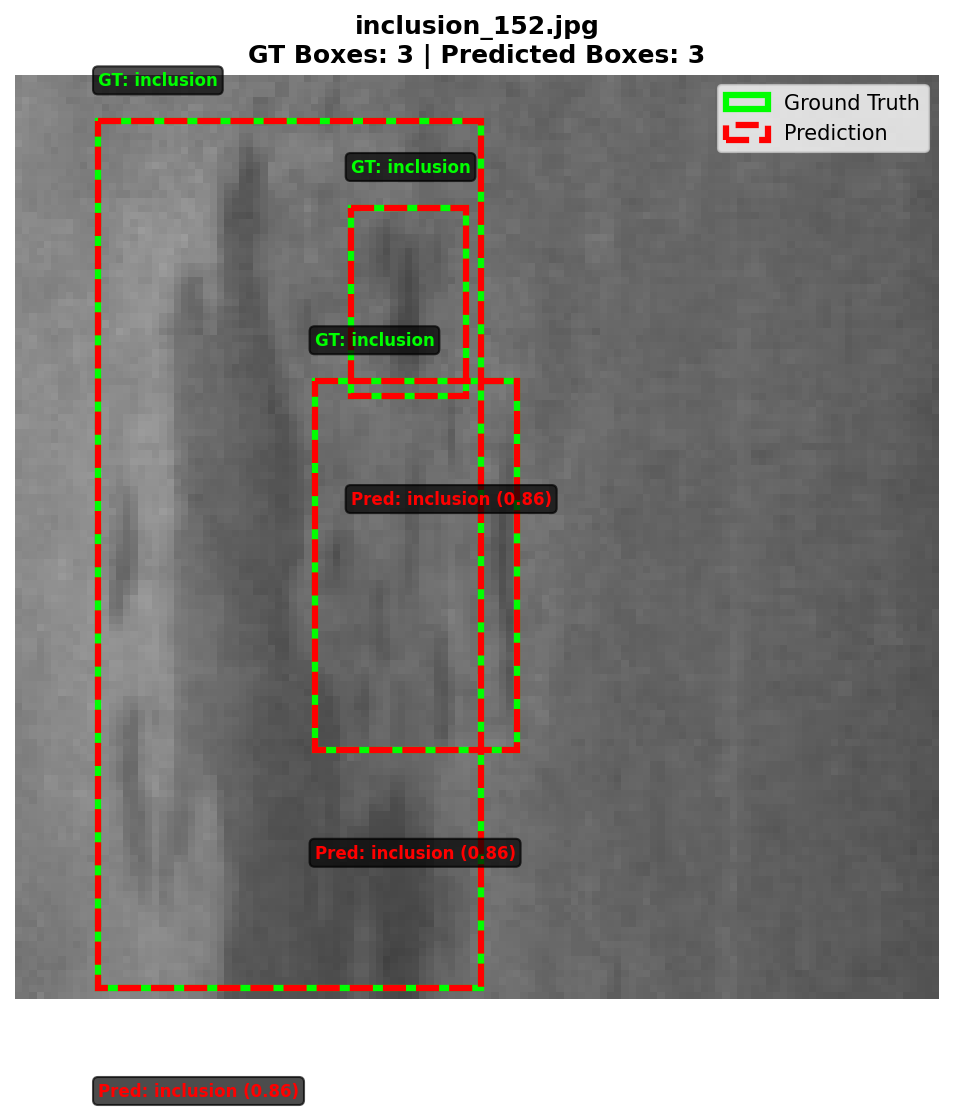 inclusion_152.jpg
GT Boxes: 3 | Predicted Boxes: 3
GT: inclusion
Ground Truth
Prediction
GT: inclusion
GT: inclusion
Pred: inclusion (0.86)
Pred: inclusion (0.86)
Pred: inclusion (0.86)